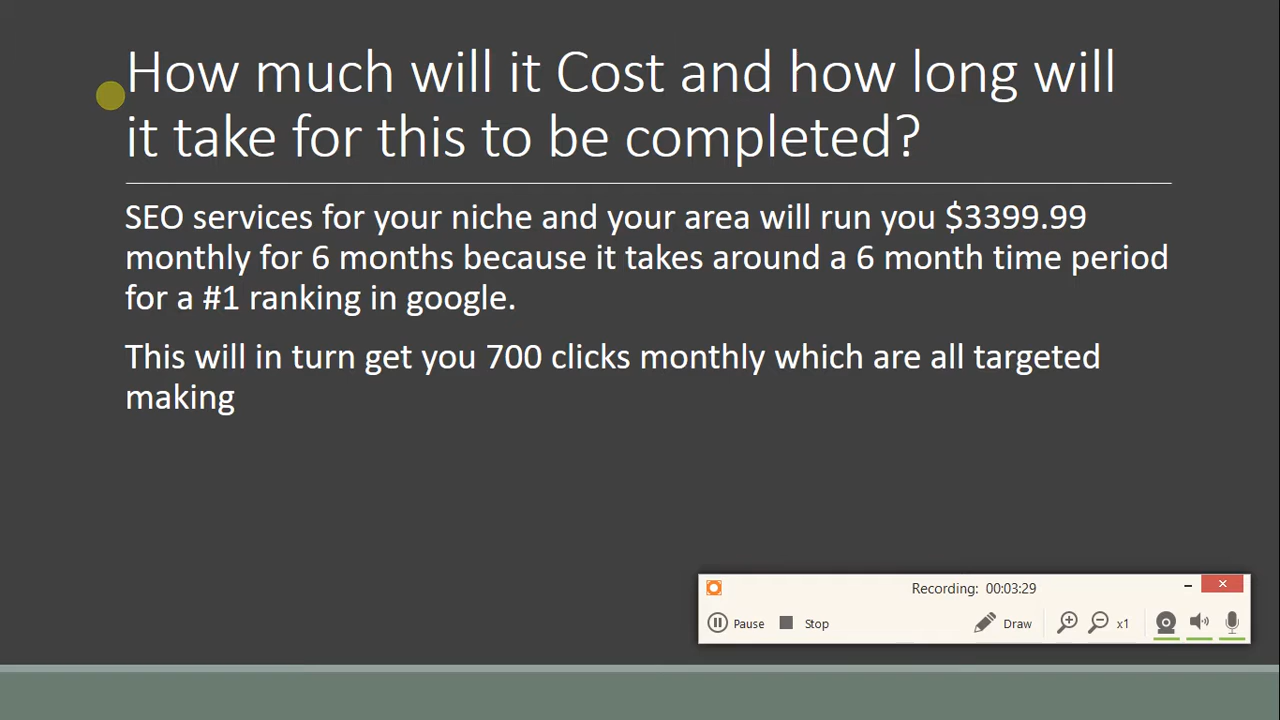 How much will it Cost and how long will
it take for this to be completed?
SEO services for your niche and your area will run you $3399.99
monthly for 6 months because it takes around a 6 month time period
for a #1 ranking in google.
This will in turn get you 700 clicks monthly which are all targeted
making
Recording: 00:03:29
Pause Stop Draw x1